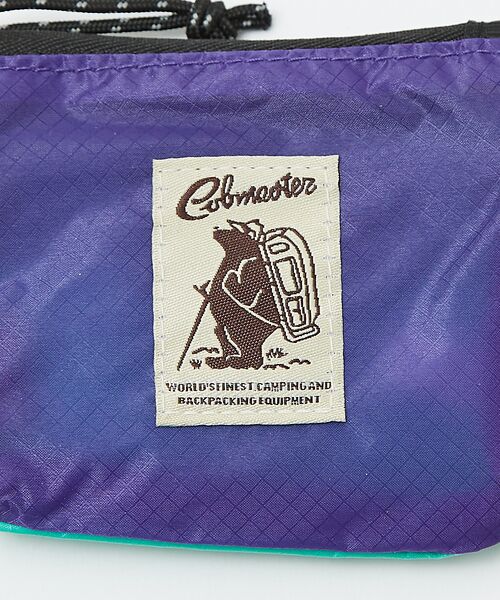 Cobmaster
WORLD'S FINEST CAMPING AND
BACKPACKING EQUIPMENT